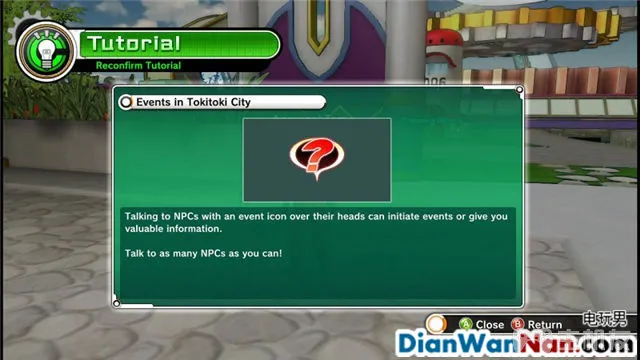 Tutorial
Reconfirm Tutorial
Events in Tokitoki City
?
Talking to NPCs with an event icon over their heads can initiate events or give you
valuable information.
Talk to as many NPCs as you can!
A Close B Return
电玩男
DianWanNan.com